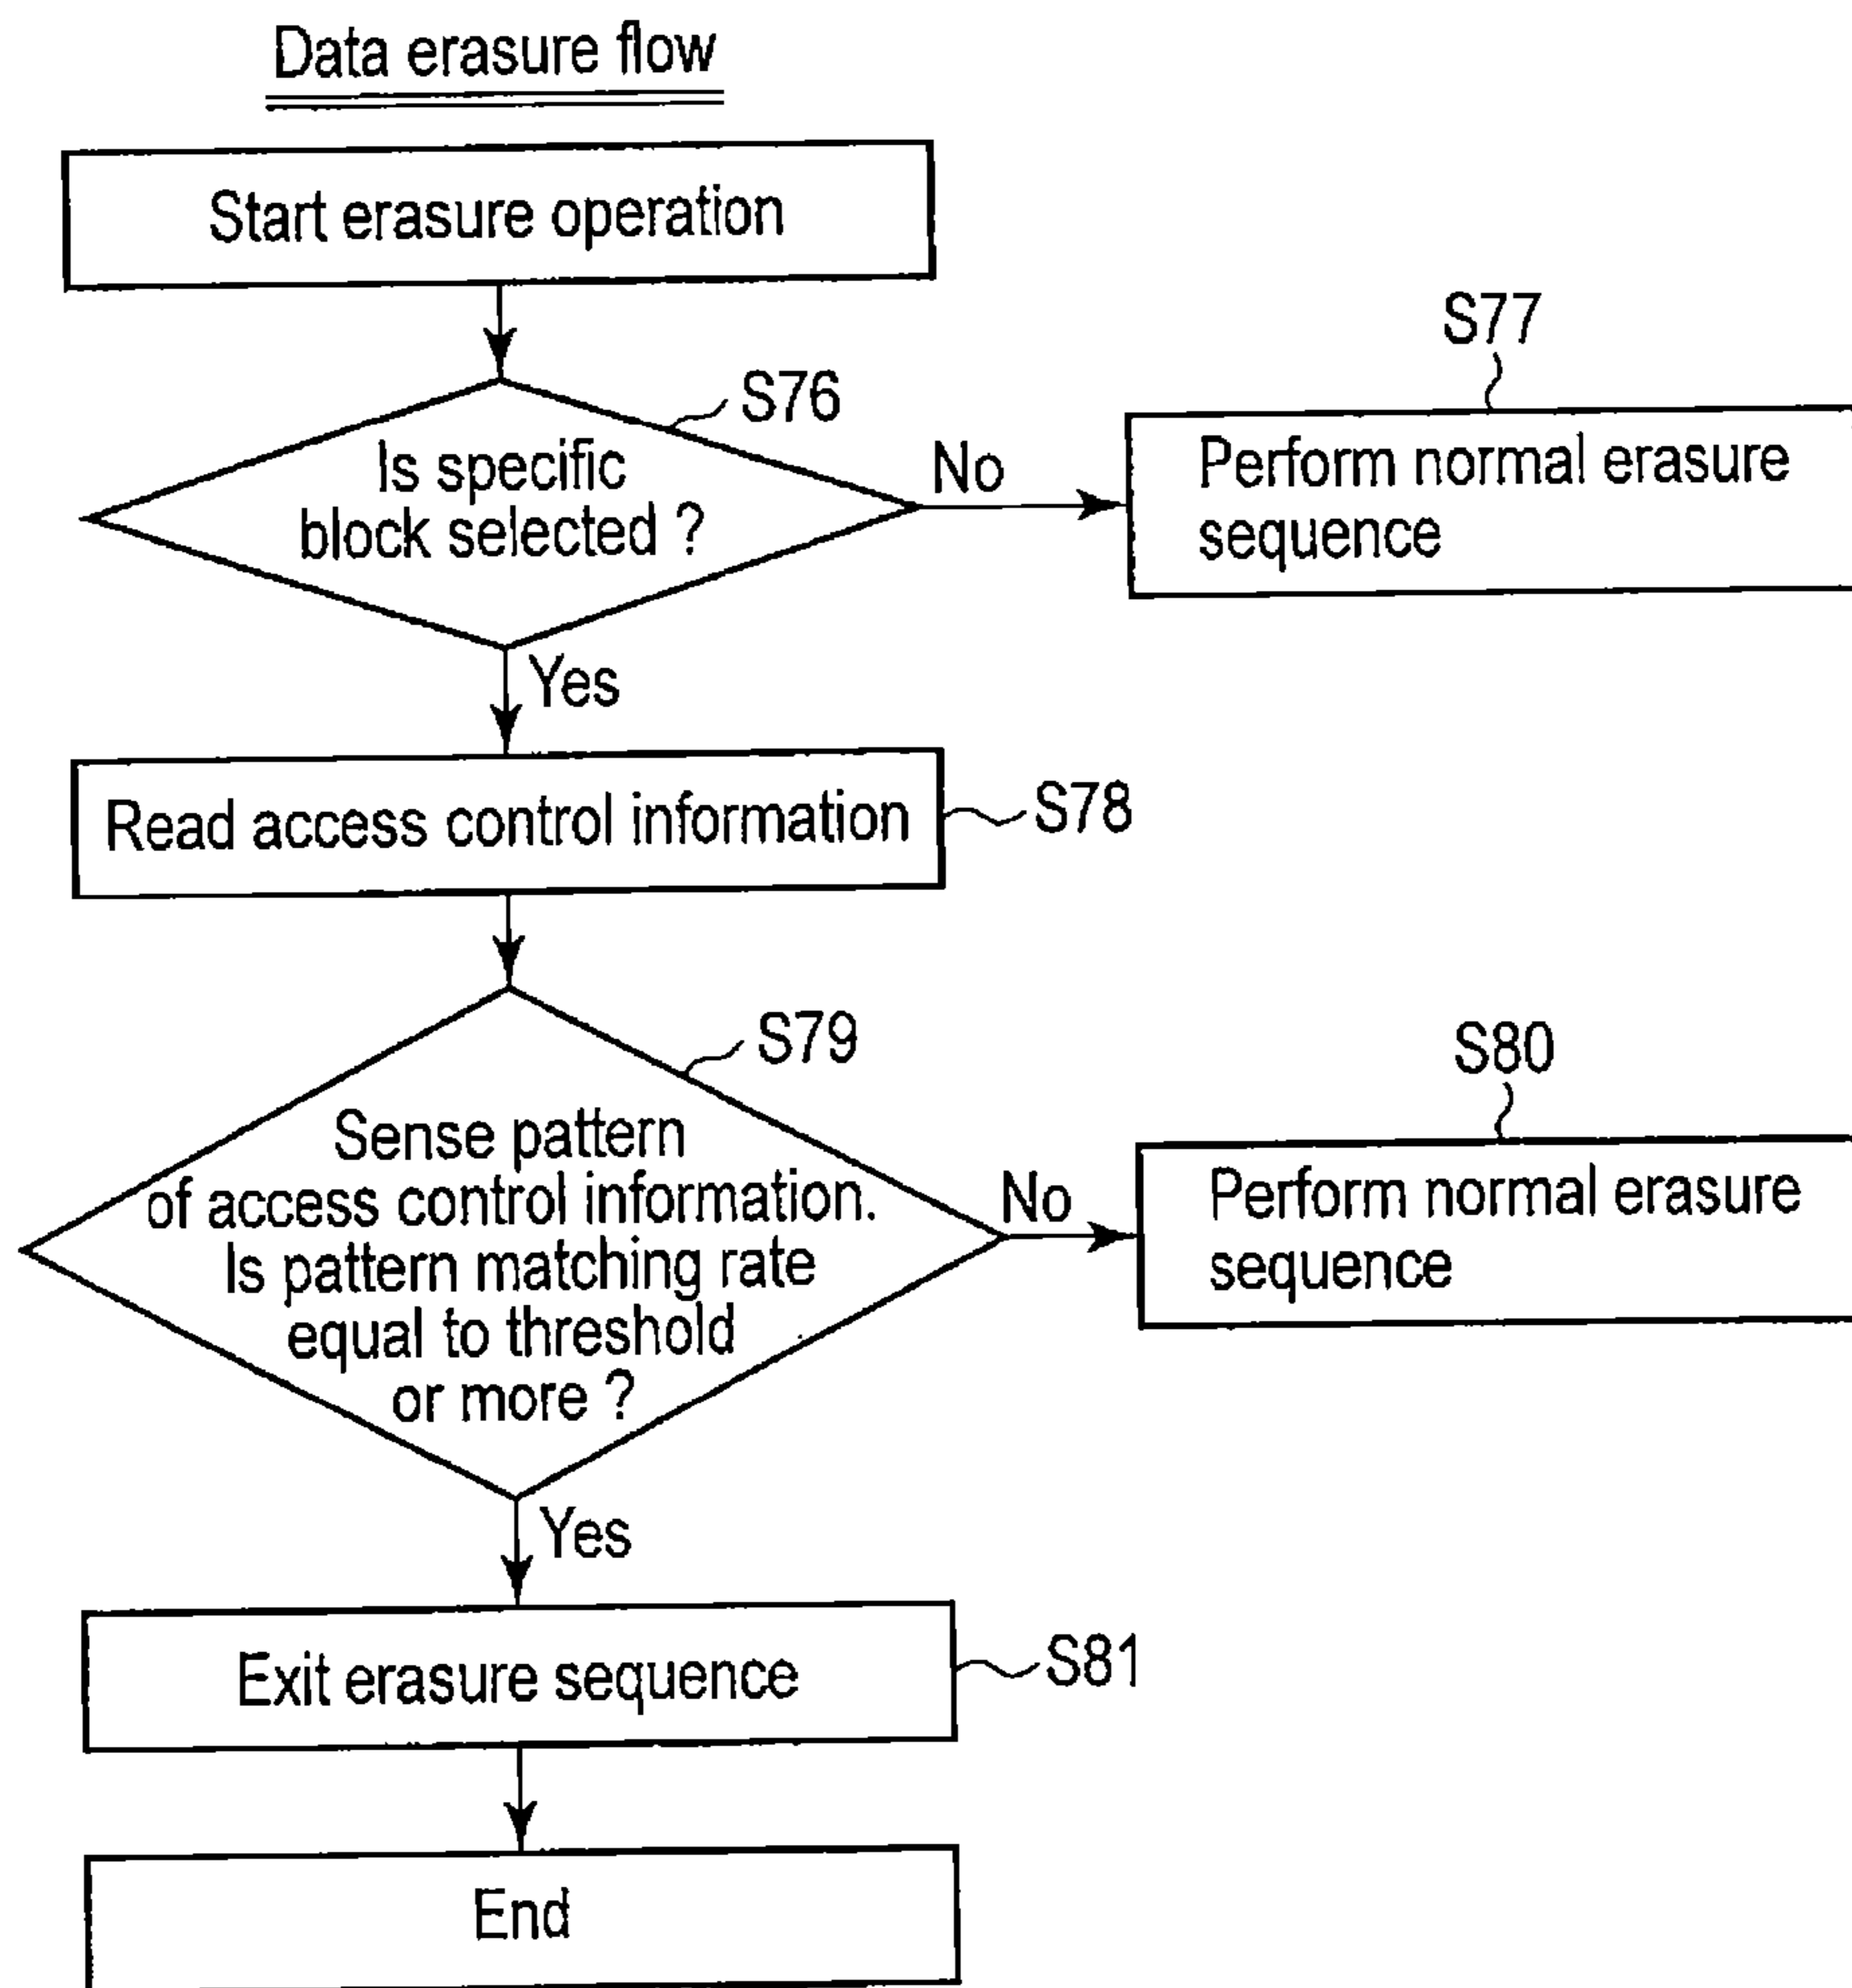 Data erasure flow
Start erasure operation
S76
Is specific
block selected ?
No
S77
Perform normal erasure
sequence
Yes
Read access control information
S78
S79
Sense pattern
of access control information.
Is pattern matching rate
equal to threshold
or more ?
No
S80
Perform normal erasure
sequence
Yes
Exit erasure sequence
S81
End